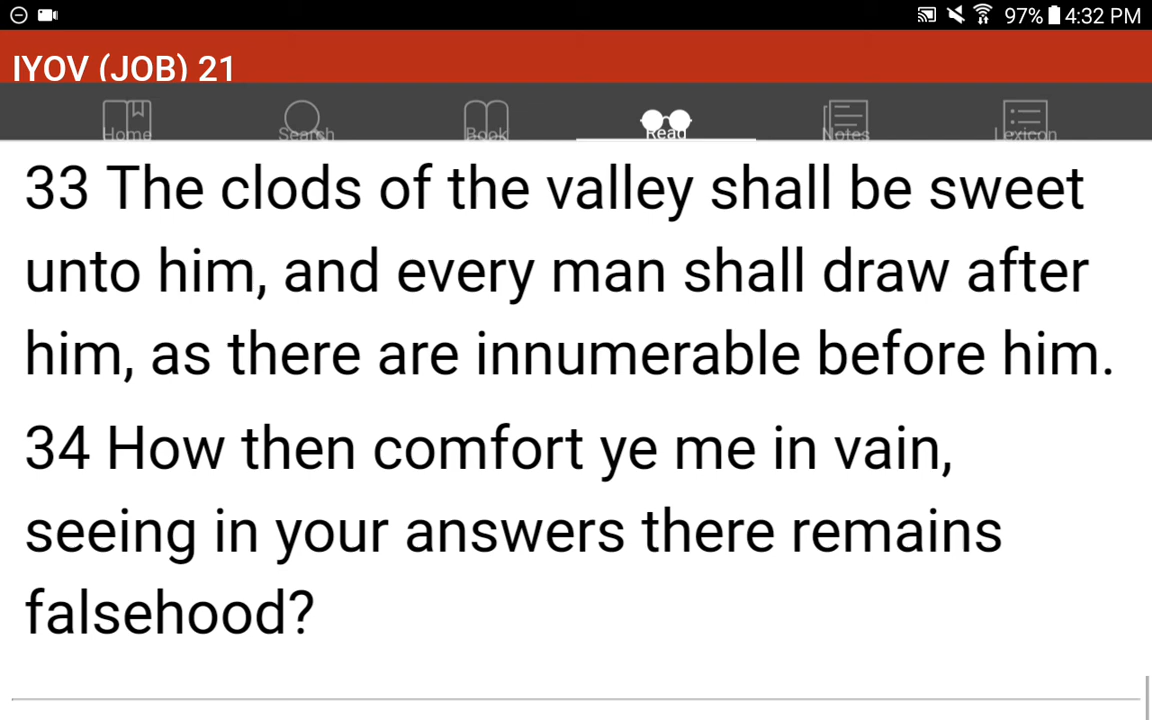 97% 4:32 PM
IYOV (JOB) 21
Home Search Book Read Notes Lexicon
33 The clods of the valley shall be sweet
unto him, and every man shall draw after
him, as there are innumerable before him.
34 How then comfort ye me in vain,
seeing in your answers there remains
falsehood?